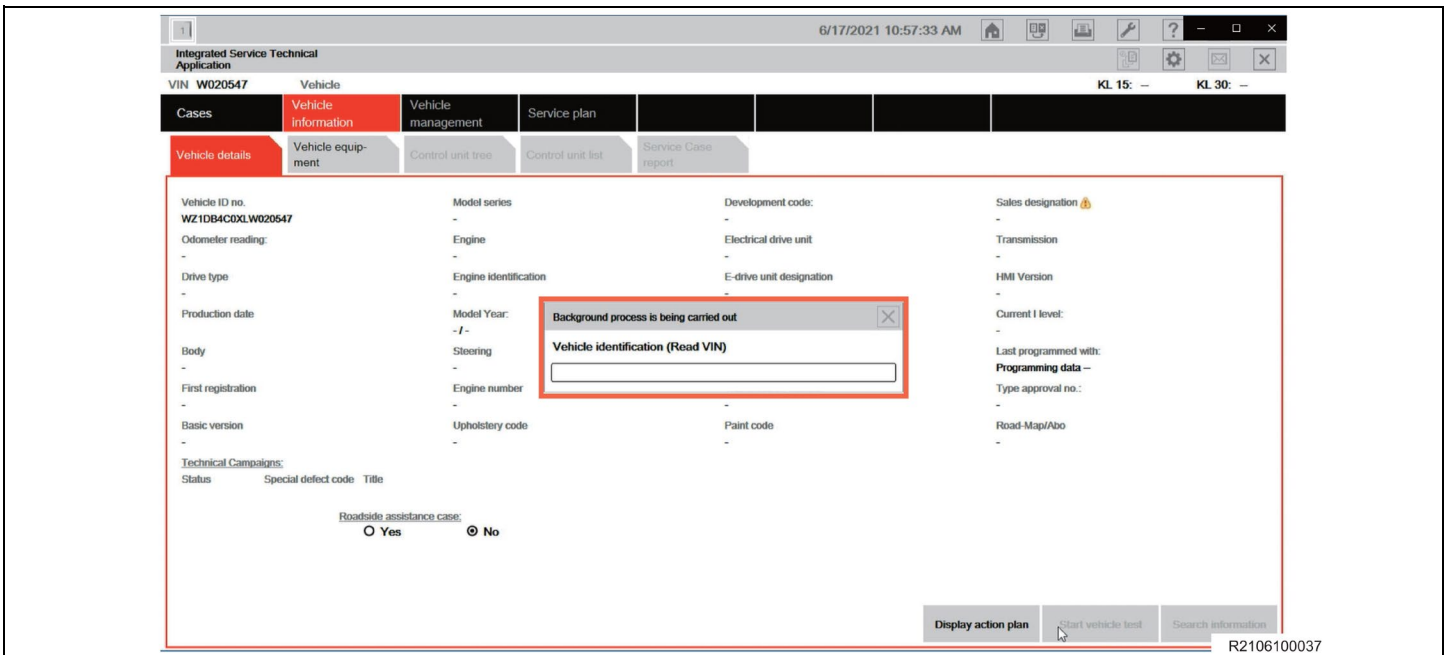 1
6/17/2021 10:57:33 AM
?
Integrated Service Technical
Application
VIN W020547 Vehicle KL 15: – KL 30: –
Cases
Vehicle
information
Vehicle
management
Service plan
Vehicle details
Vehicle equip-
ment
Control unit tree
Control unit list
Service Case
report
Vehicle ID no. Model series Development code: Sales designation
WZ1DB4C0XLW020547 - - -
Odometer reading: Engine Electrical drive unit Transmission
- - - -
Drive type Engine identification E-drive unit designation HMI Version
- - - -
Production date Model Year: Current I level:
- / - -
Body Steering Last programmed with:
- - Programming data –
First registration Engine number Type approval no.:
- - - -
Basic version Upholstery code Paint code Road-Map/Abo
- - - -
Background process is being carried out
Vehicle identification (Read VIN)
Technical Campaigns:
Status Special defect code Title
Roadside assistance case:
Yes No
Display action plan Start vehicle test Search information
R2106100037